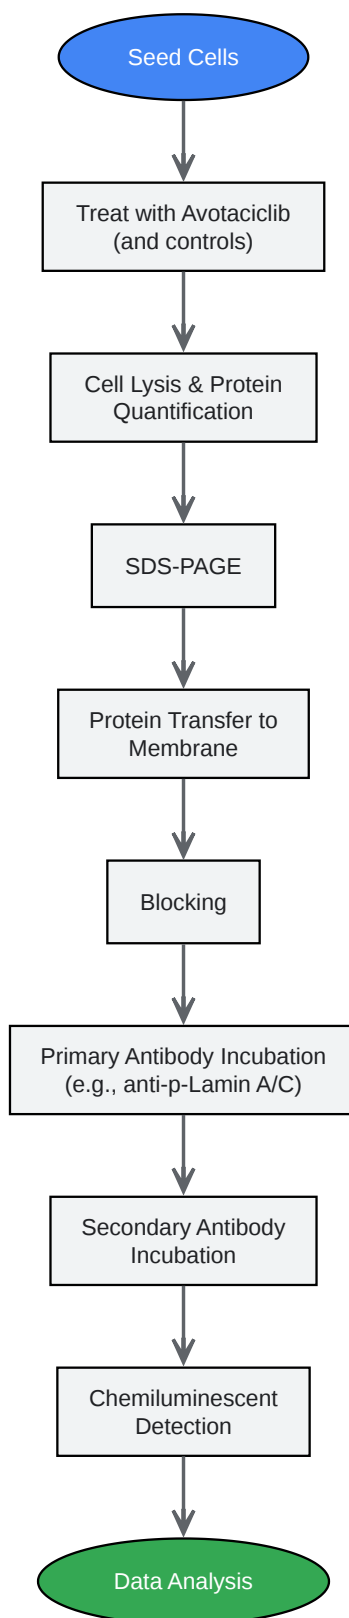 Seed Cells
Treat with Avotaciclib
(and controls)
Cell Lysis & Protein
Quantification
SDS-PAGE
Protein Transfer to
Membrane
Blocking
Primary Antibody Incubation
(e.g., anti-p-Lamin A/C)
Secondary Antibody
Incubation
Chemiluminescent
Detection
Data Analysis